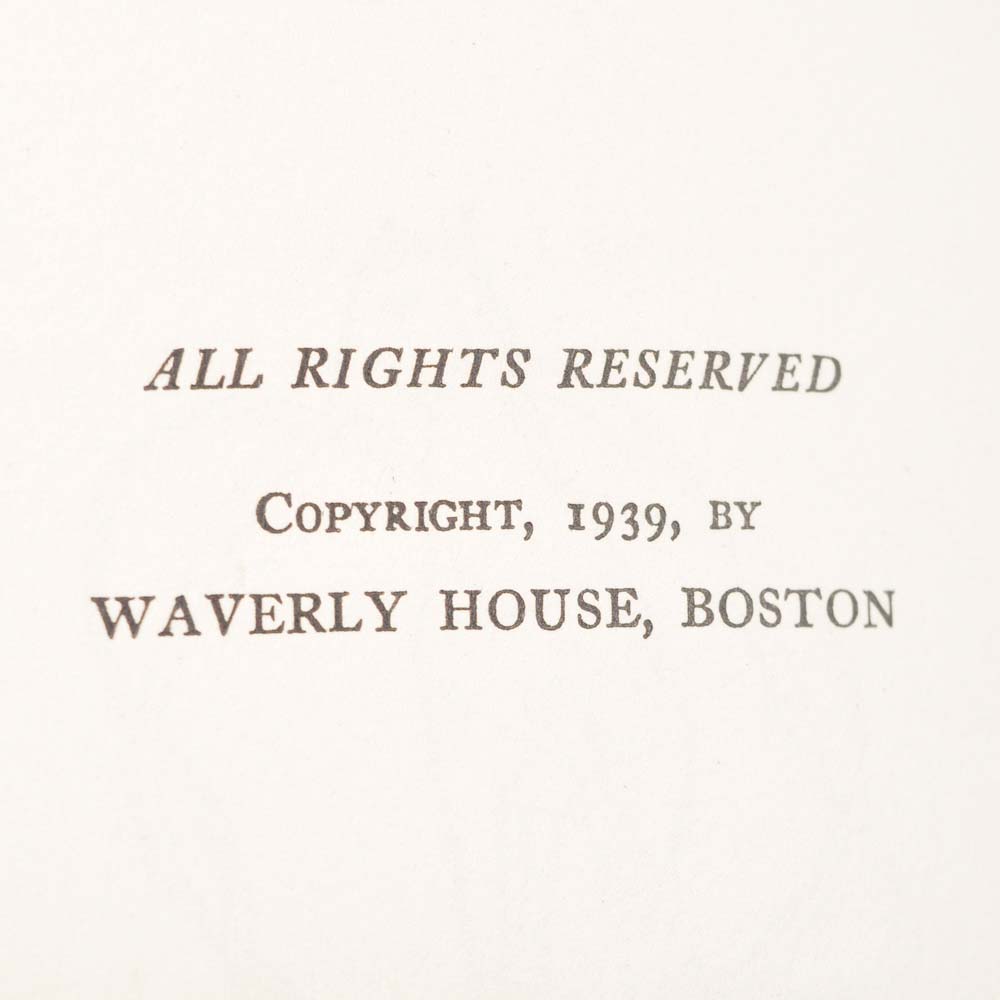 ALL RIGHTS RESERVED
COPYRIGHT, 1939, BY
WAVERLY HOUSE, BOSTON